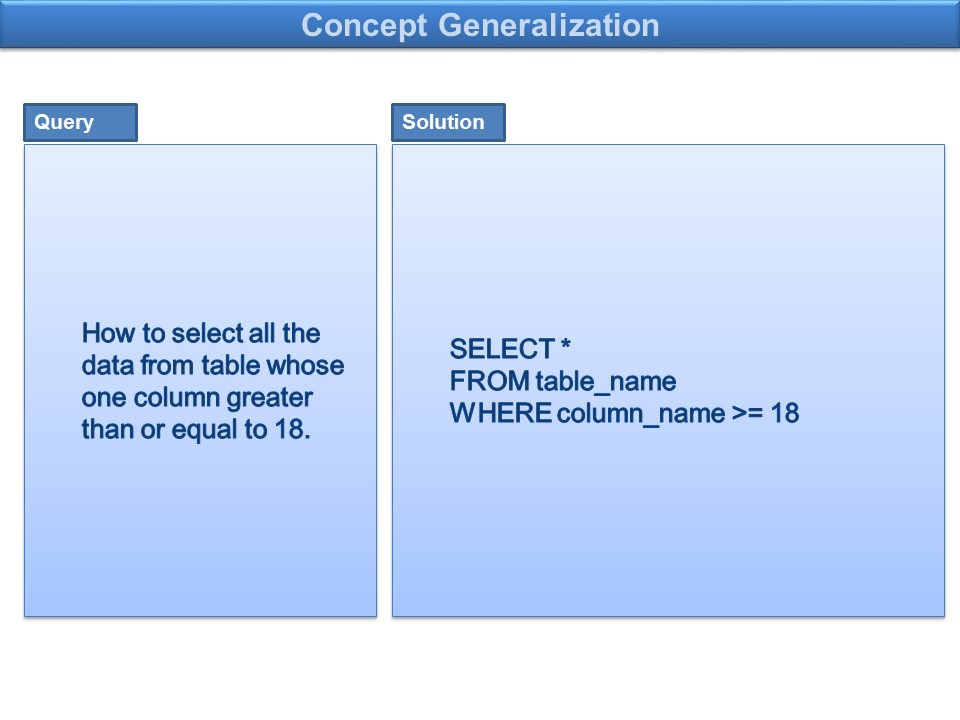 Concept Generalization
Query
Solution
How to select all the
data from table whose
one column greater
than or equal to 18.
SELECT *
FROM table_name
WHERE column_name >= 18